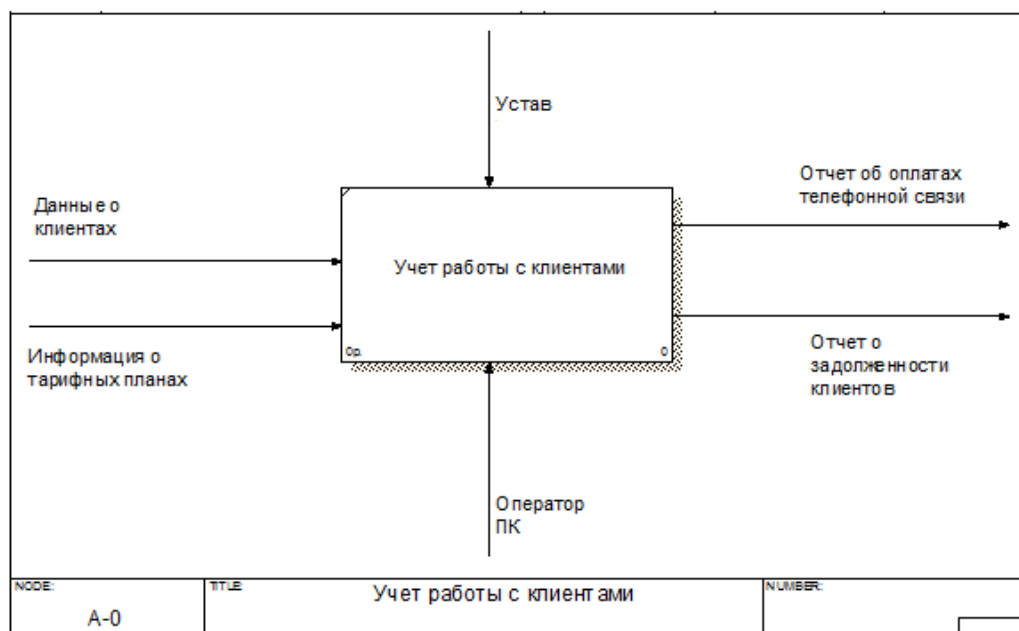 Устав
Данные о
клиентах
Отчет об оплатах
телефонной связи
Учет работы с клиентами
0р.
0
Информация о
тарифных планах
Отчет о
задолженности
клиентов
Оператор
ПК
NODE:
TITLE:
Учет работы с клиентами
NUMBER:
A-0